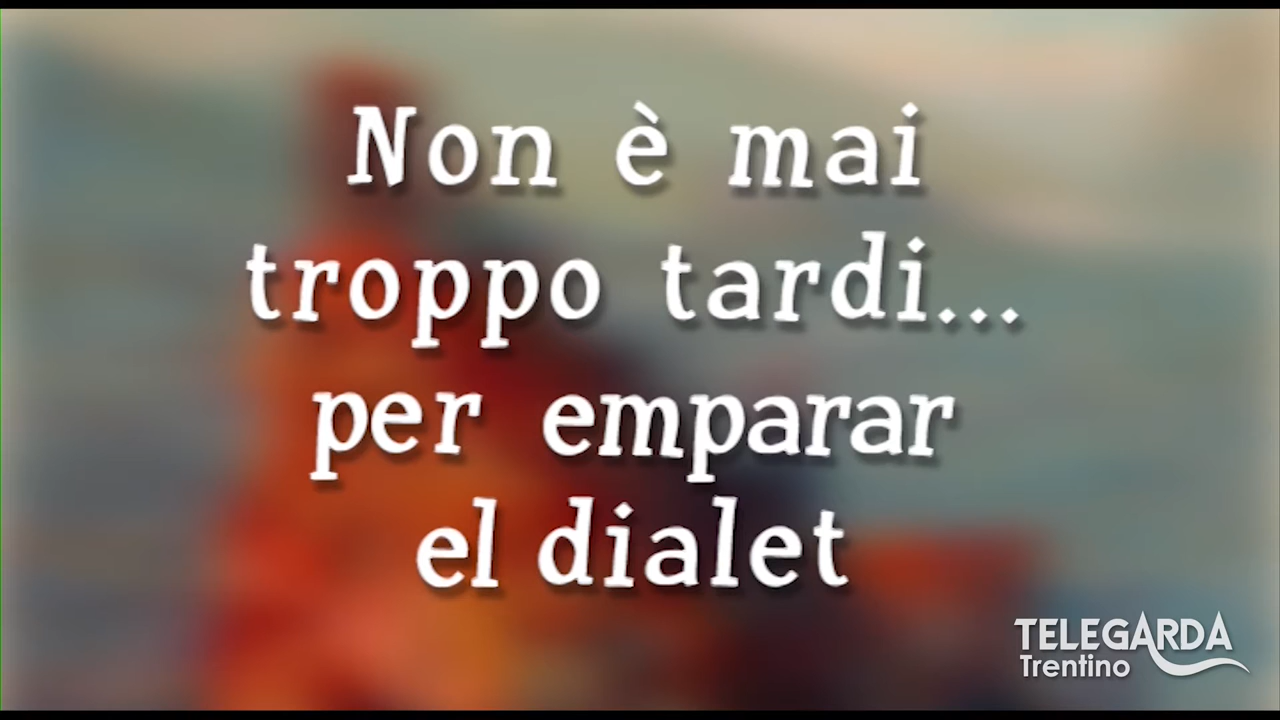 Non è mai
troppo tardi...
per emparar
el dialet
TELEGARDA
Trentino